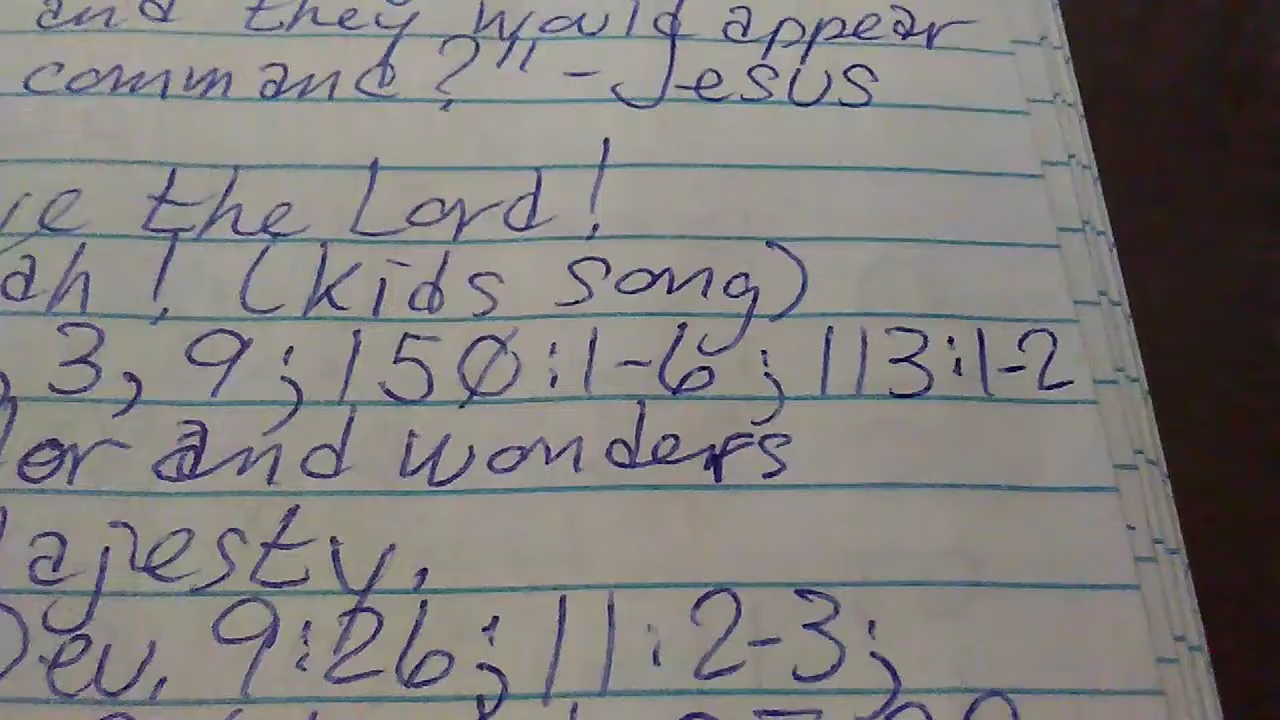 and they would appear
command?" - Jesus
the Lord!
ah! (kids song)
, 3, 9; 150:1-6; 113:1-2
or and wonders
ajesty.
Deu. 9:26; 11:2-3;